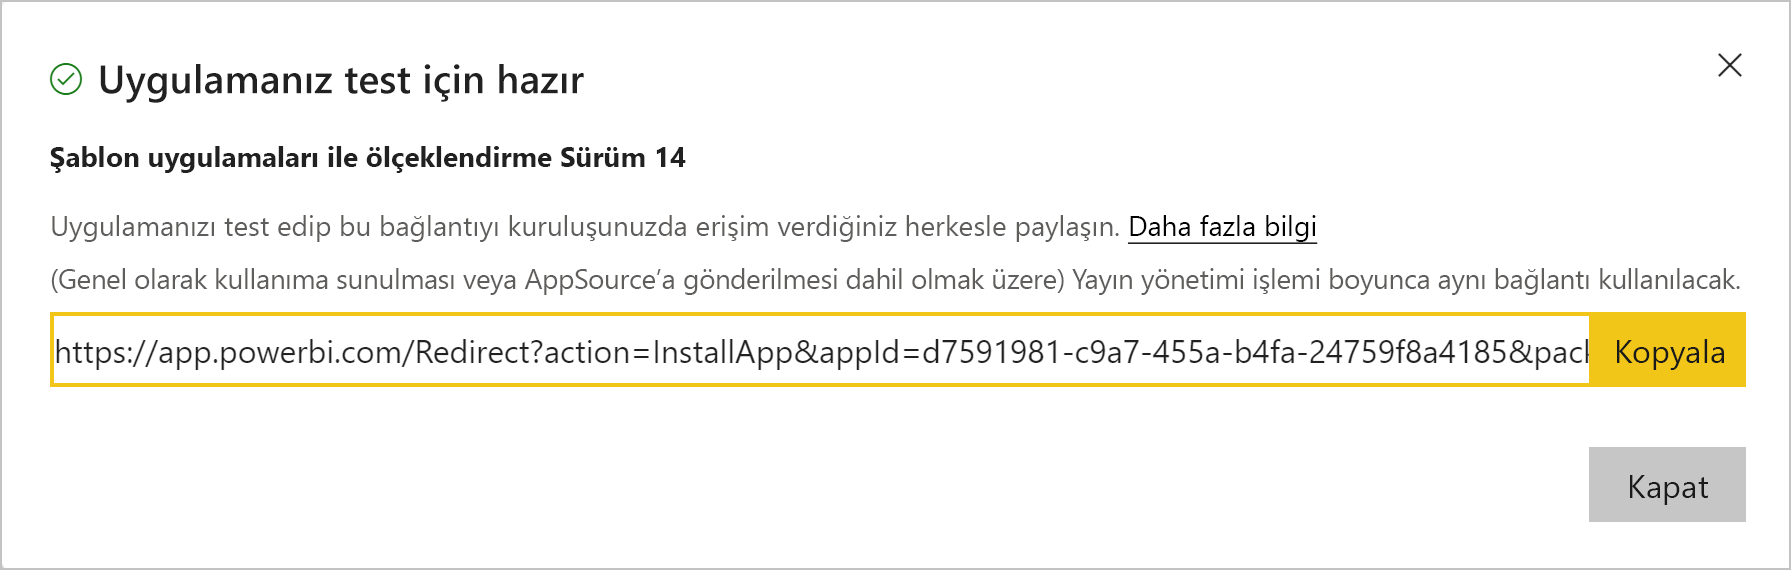 Uygulamanız test için hazır
Şablon uygulamaları ile ölçeklendirme Sürüm 14
Uygulamanızı test edip bu bağlantıyı kuruluşunuzda erişim verdiğiniz herkesle paylaşın. Daha fazla bilgi
(Genel olarak kullanıma sunulması veya AppSource’a gönderilmesi dahil olmak üzere) Yayın yönetimi işlemi boyunca aynı bağlantı kullanılacak.
https://app.powerbi.com/Redirect?action=InstallApp&appId=d7591981-c9a7-455a-b4fa-24759f8a4185&pack Kopyala
Kapat